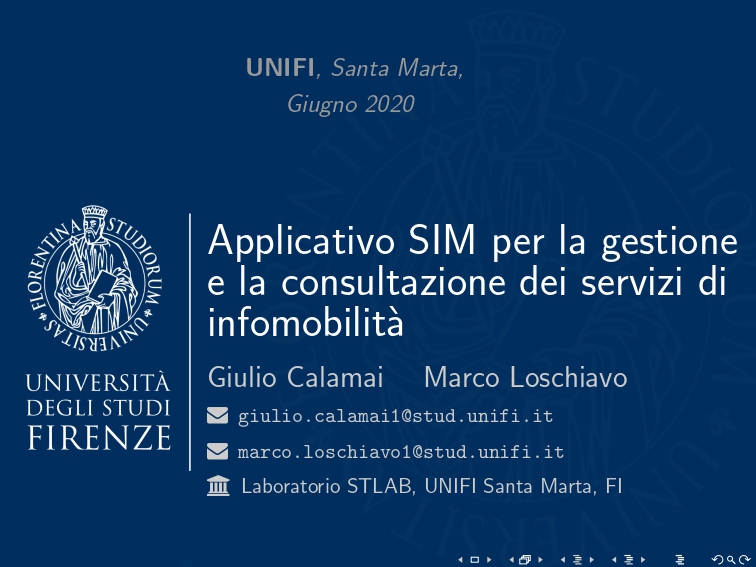 UNIFI, Santa Marta,
Giugno 2020
FLORENTINA STUDIORUM UNIVERSITAS
UNIVERSITÀ
DEGLI STUDI
FIRENZE
Applicativo SIM per la gestione
e la consultazione dei servizi di
infomobilità
Giulio Calamai Marco Loschiavo
giulio.calamai1@stud.unifi.it
marco.loschiavo1@stud.unifi.it
Laboratorio STLAB, UNIFI Santa Marta, FI